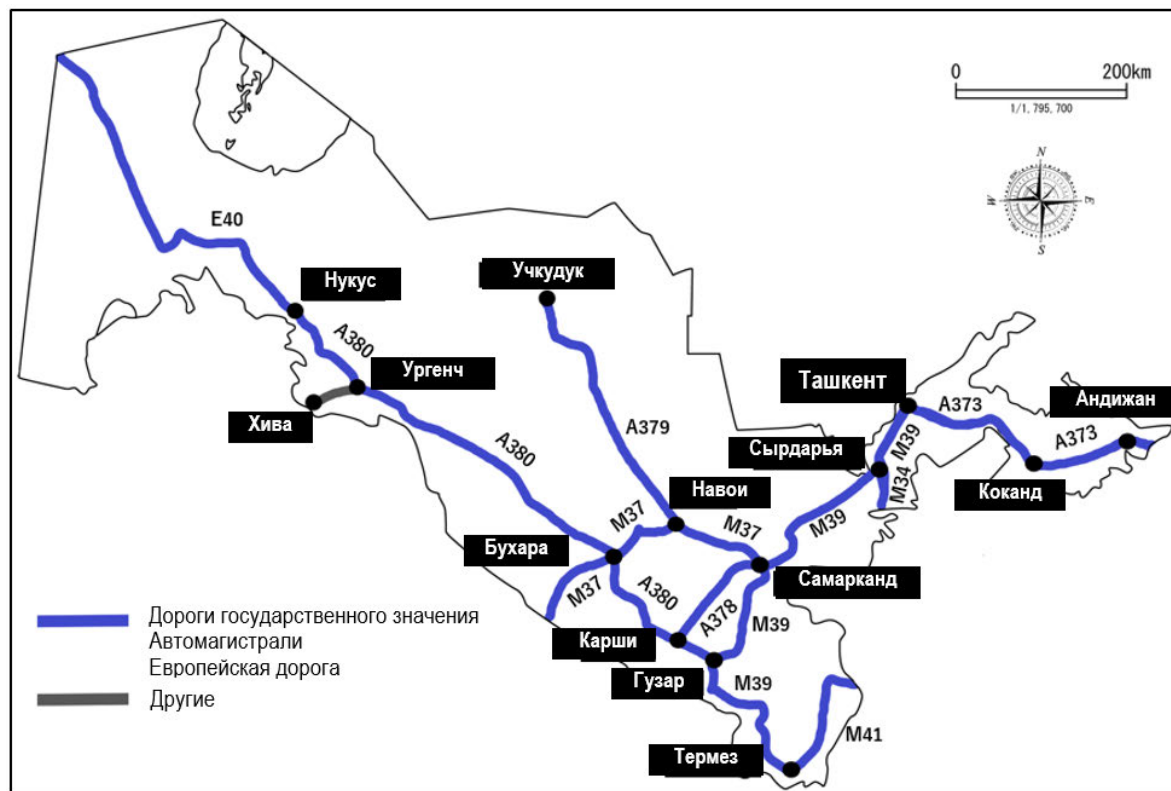 0 200km
1/1, 795, 700
N
W E
S
E40
Нукус
Учкудук
A380
Ургенч
Хива
Ташкент
A373
Андижан
A379
A380
Сырдарья
M39
A373
M34
Навои
Коканд
M37
M37
M39
Бухара
Самарканд
M37
A380
A378
M39
Карши
Гузар
M39
M41
Термез
Дороги государственного значения
Автомагистрали
Европейская дорога
Другие